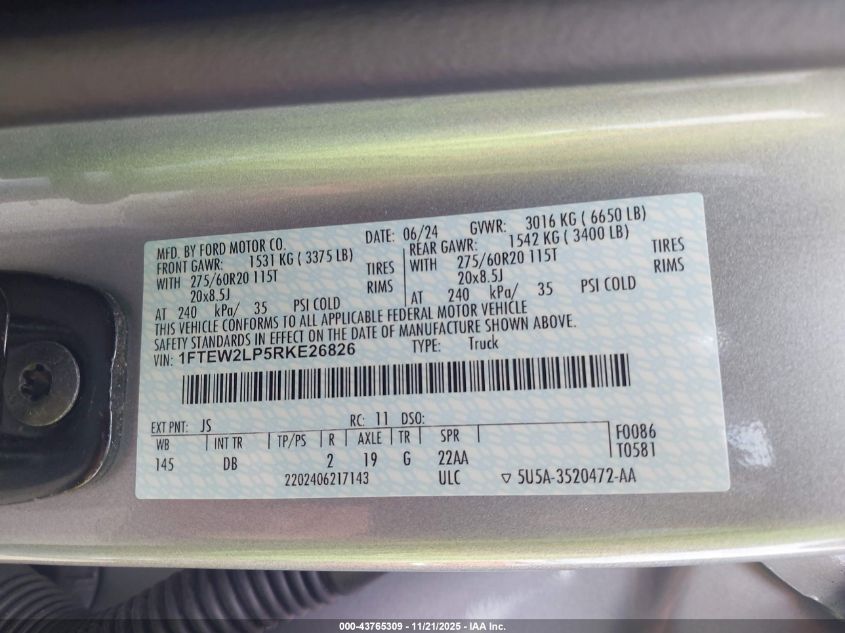 MFD. BY FORD MOTOR CO. DATE: 06/24 GVWR: 3016 KG ( 6650 LB)
FRONT GAWR: 1531 KG ( 3375 LB) REAR GAWR: 1542 KG ( 3400 LB)
WITH 275/60R20 115T TIRES WITH 275/60R20 115T TIRES
20x8.5J RIMS 20x8.5J RIMS
AT 240 kPa/ 35 PSI COLD AT 240 kPa/ 35 PSI COLD
THIS VEHICLE CONFORMS TO ALL APPLICABLE FEDERAL MOTOR VEHICLE
SAFETY STANDARDS IN EFFECT ON THE DATE OF MANUFACTURE SHOWN ABOVE.
VIN: 1FTEW2LP5RKE26826 TYPE: Truck
EXT PNT: JS RC: 11 DSO:
WB INT TR TP/PS R AXLE TR SPR F0086
145 DB 2 19 G 22AA T0581
2202406217143 ULC ▽ 5U5A-3520472-AA
000-43765309 - 11/21/2025 - IAA Inc.